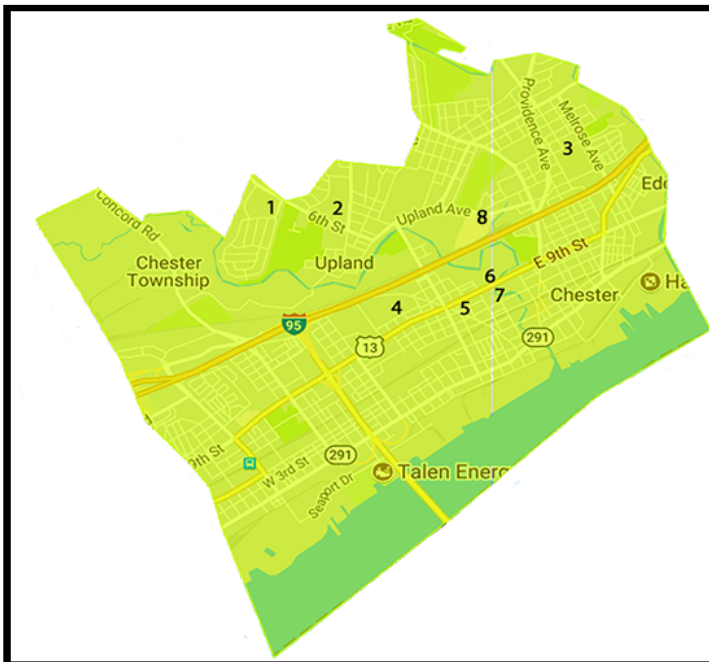 Providence Ave
Melrose Ave
3
Concord Rd
1
2
6th St
Upland Ave
8
Chester
Township
Upland
E 9th St
6
7
Chester
4
5
95
13
291
9th St
W 3rd St
291
Seaport Dr
Talen Energ